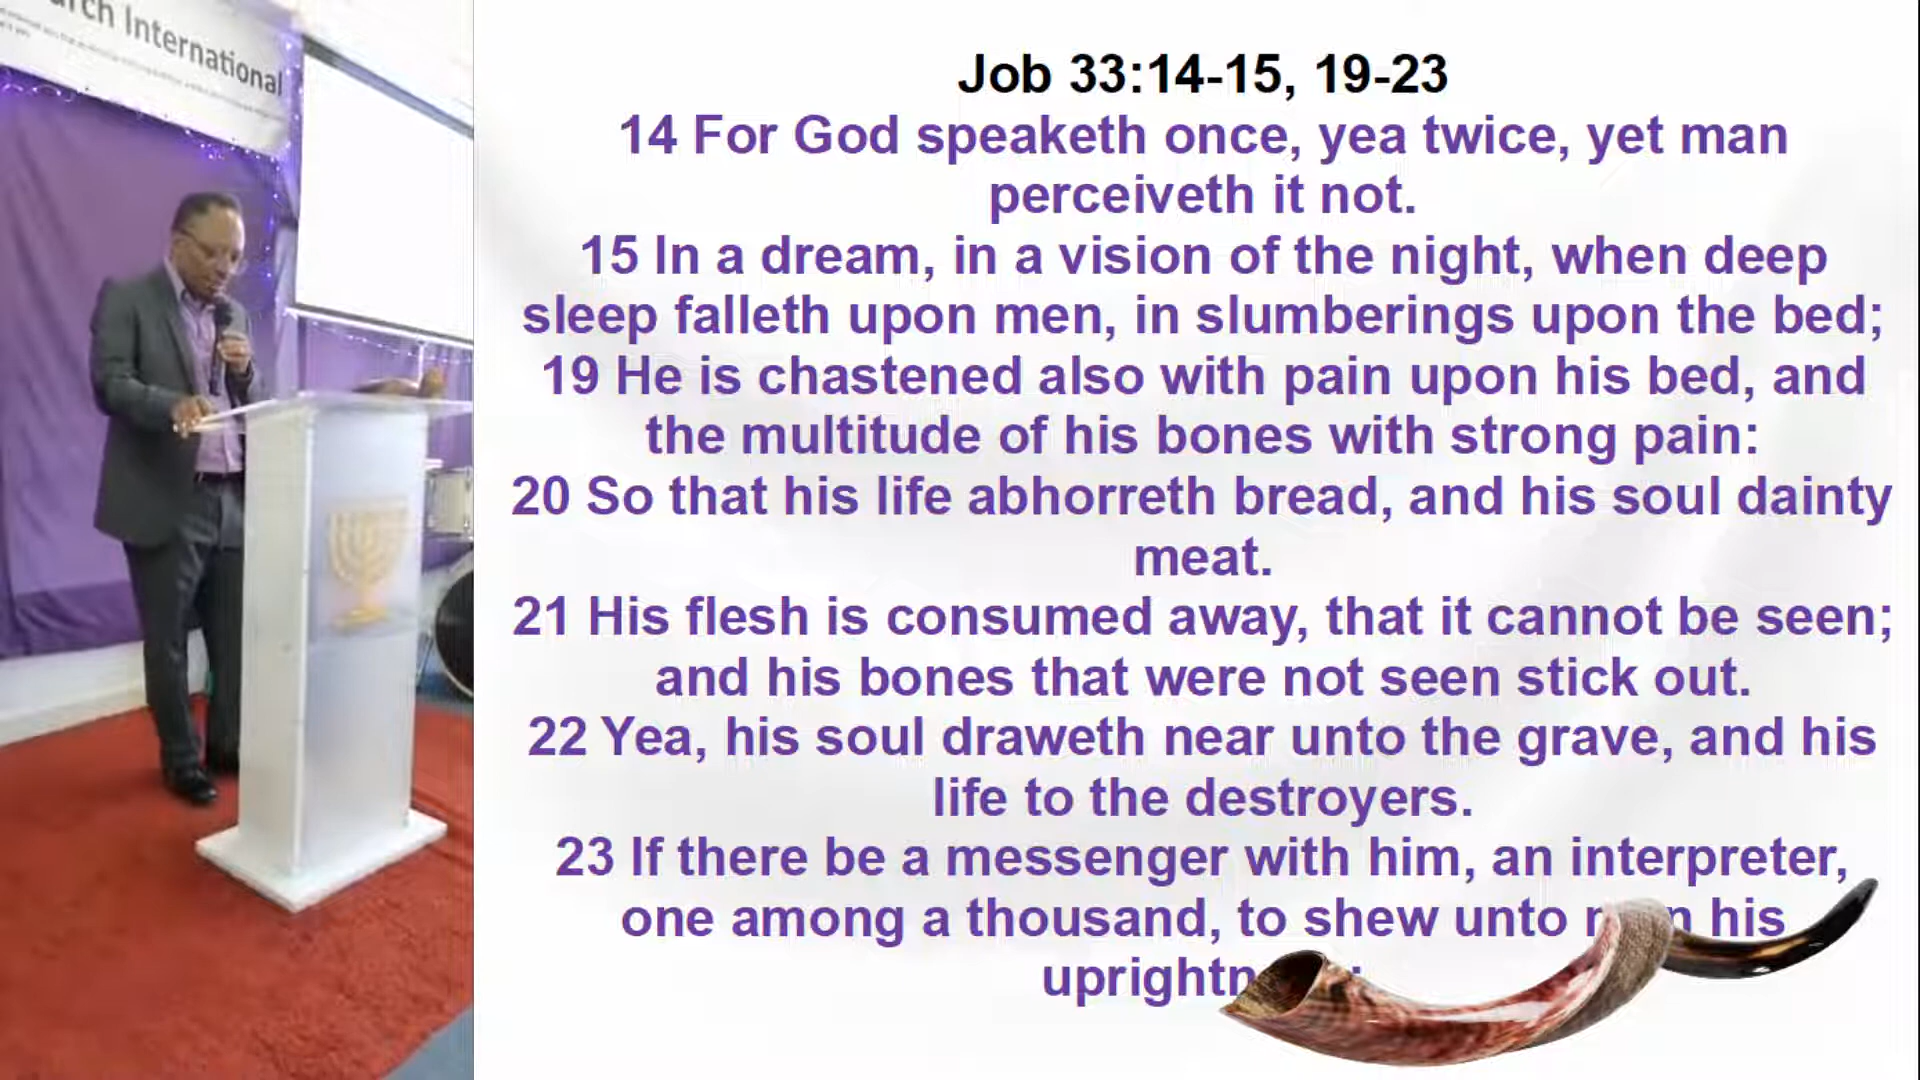 International
Job 33:14-15, 19-23
14 For God speaketh once, yea twice, yet man
perceiveth it not.
15 In a dream, in a vision of the night, when deep
sleep falleth upon men, in slumberings upon the bed;
19 He is chastened also with pain upon his bed, and
the multitude of his bones with strong pain:
20 So that his life abhorreth bread, and his soul dainty
meat.
21 His flesh is consumed away, that it cannot be seen;
and his bones that were not seen stick out.
22 Yea, his soul draweth near unto the grave, and his
life to the destroyers.
23 If there be a messenger with him, an interpreter,
one among a thousand, to shew unto his